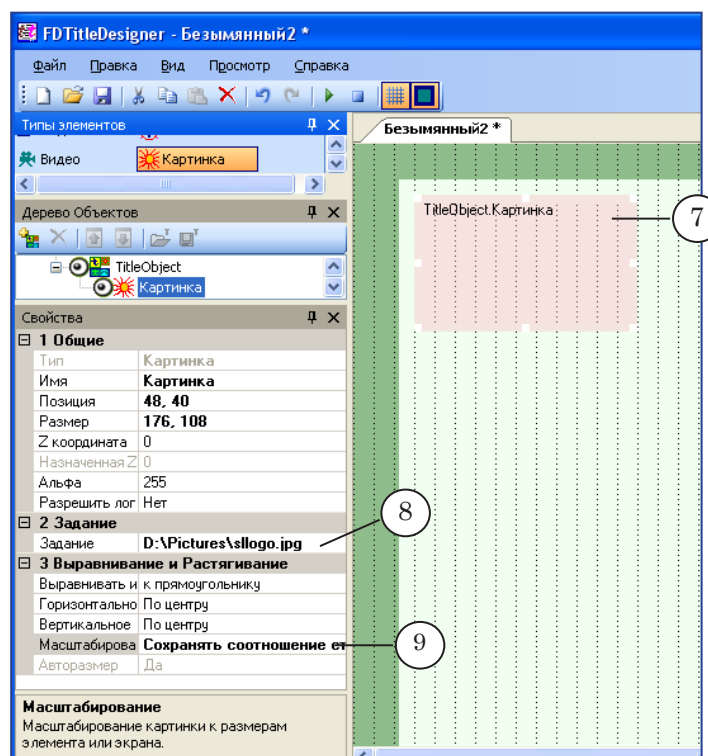 FDTitleDesigner - Безымянный2 *
Файл Правка Вид Просмотр Справка
Типы элементов
Безымянный2 *
Видео Картинка
Дерево Объектов
TitleObject.Картинка
7
TitleObject
Картинка
Свойства
1 Общие
Тип Картинка
Имя Картинка
Позиция 48, 40
Размер 176, 108
Z координата 0
Назначенная Z 0
Альфа 255
Разрешить лог Нет
8
2 Задание
Задание D:\Pictures\sllogo.jpg
3 Выравнивание и Растягивание
Выравнивать и к прямоугольнику
Горизонтально По центру
Вертикальное По центру
Масштабирова Сохранять соотношение ст
9
Авторазмер Да
Масштабирование
Масштабирование картинки к размерам
элемента или экрана.